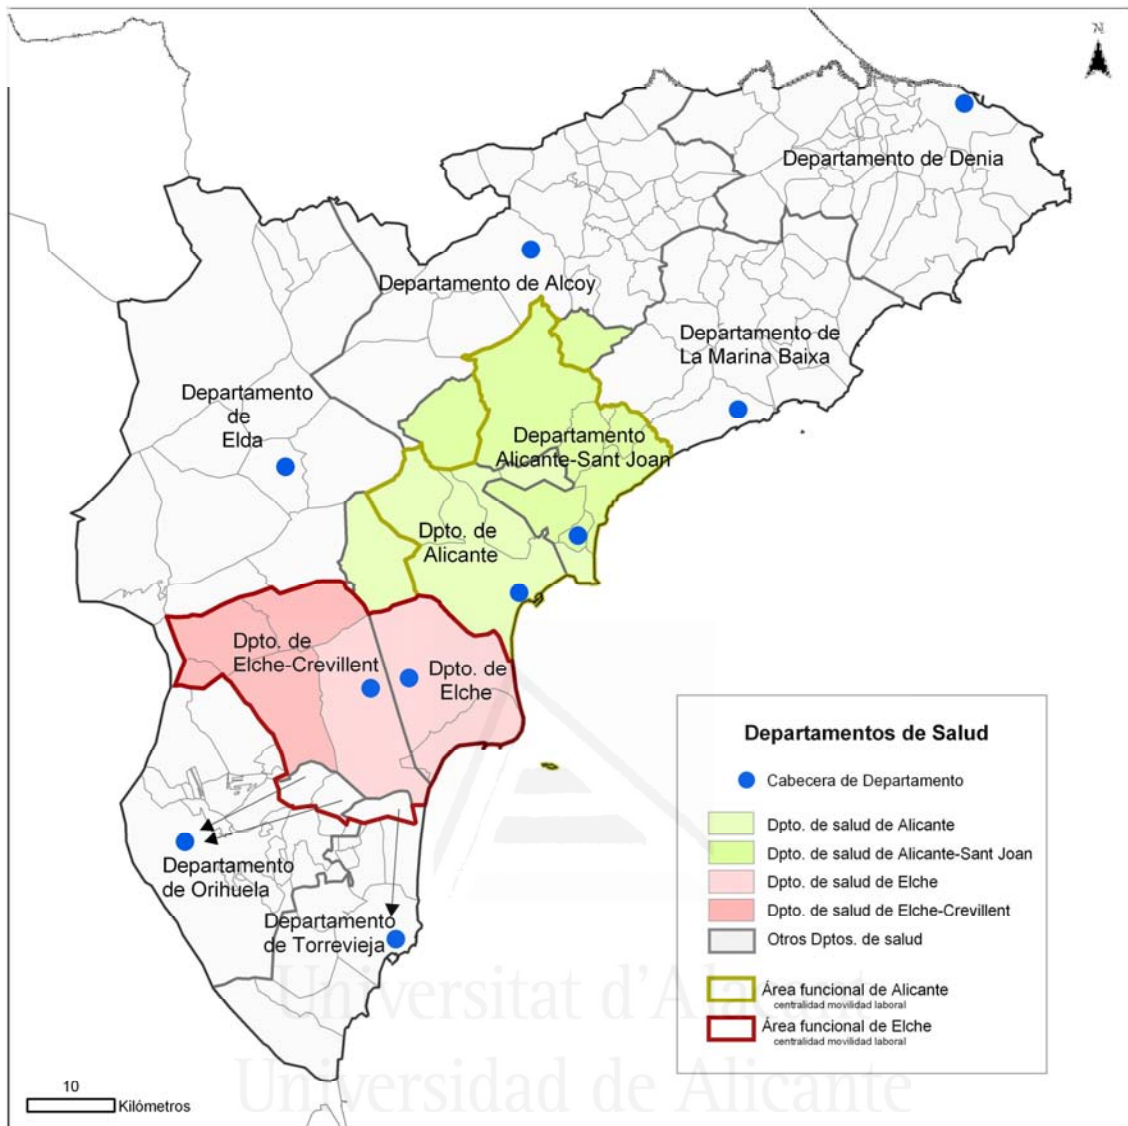 N
Departamento de Denia
Departamento de Alcoy
Departamento de
La Marina Baixa
Departamento
de
Elda
Departamento
Alicante-Sant Joan
Dpto. de
Alicante
Dpto. de
Elche-Crevillent
Dpto. de
Elche
Departamento
de Orihuela
Departamento
de Torrevieja
Departamentos de Salud
Cabecera de Departamento
Dpto. de salud de Alicante
Dpto. de salud de Alicante-Sant Joan
Dpto. de salud de Elche
Dpto. de salud de Elche-Crevillent
Otros Dptos. de salud
Área funcional de Alicante
centralidad movilidad laboral
Área funcional de Elche
centralidad movilidad laboral
10
Kilómetros
Universitat d'Alacant
Universidad de Alicante